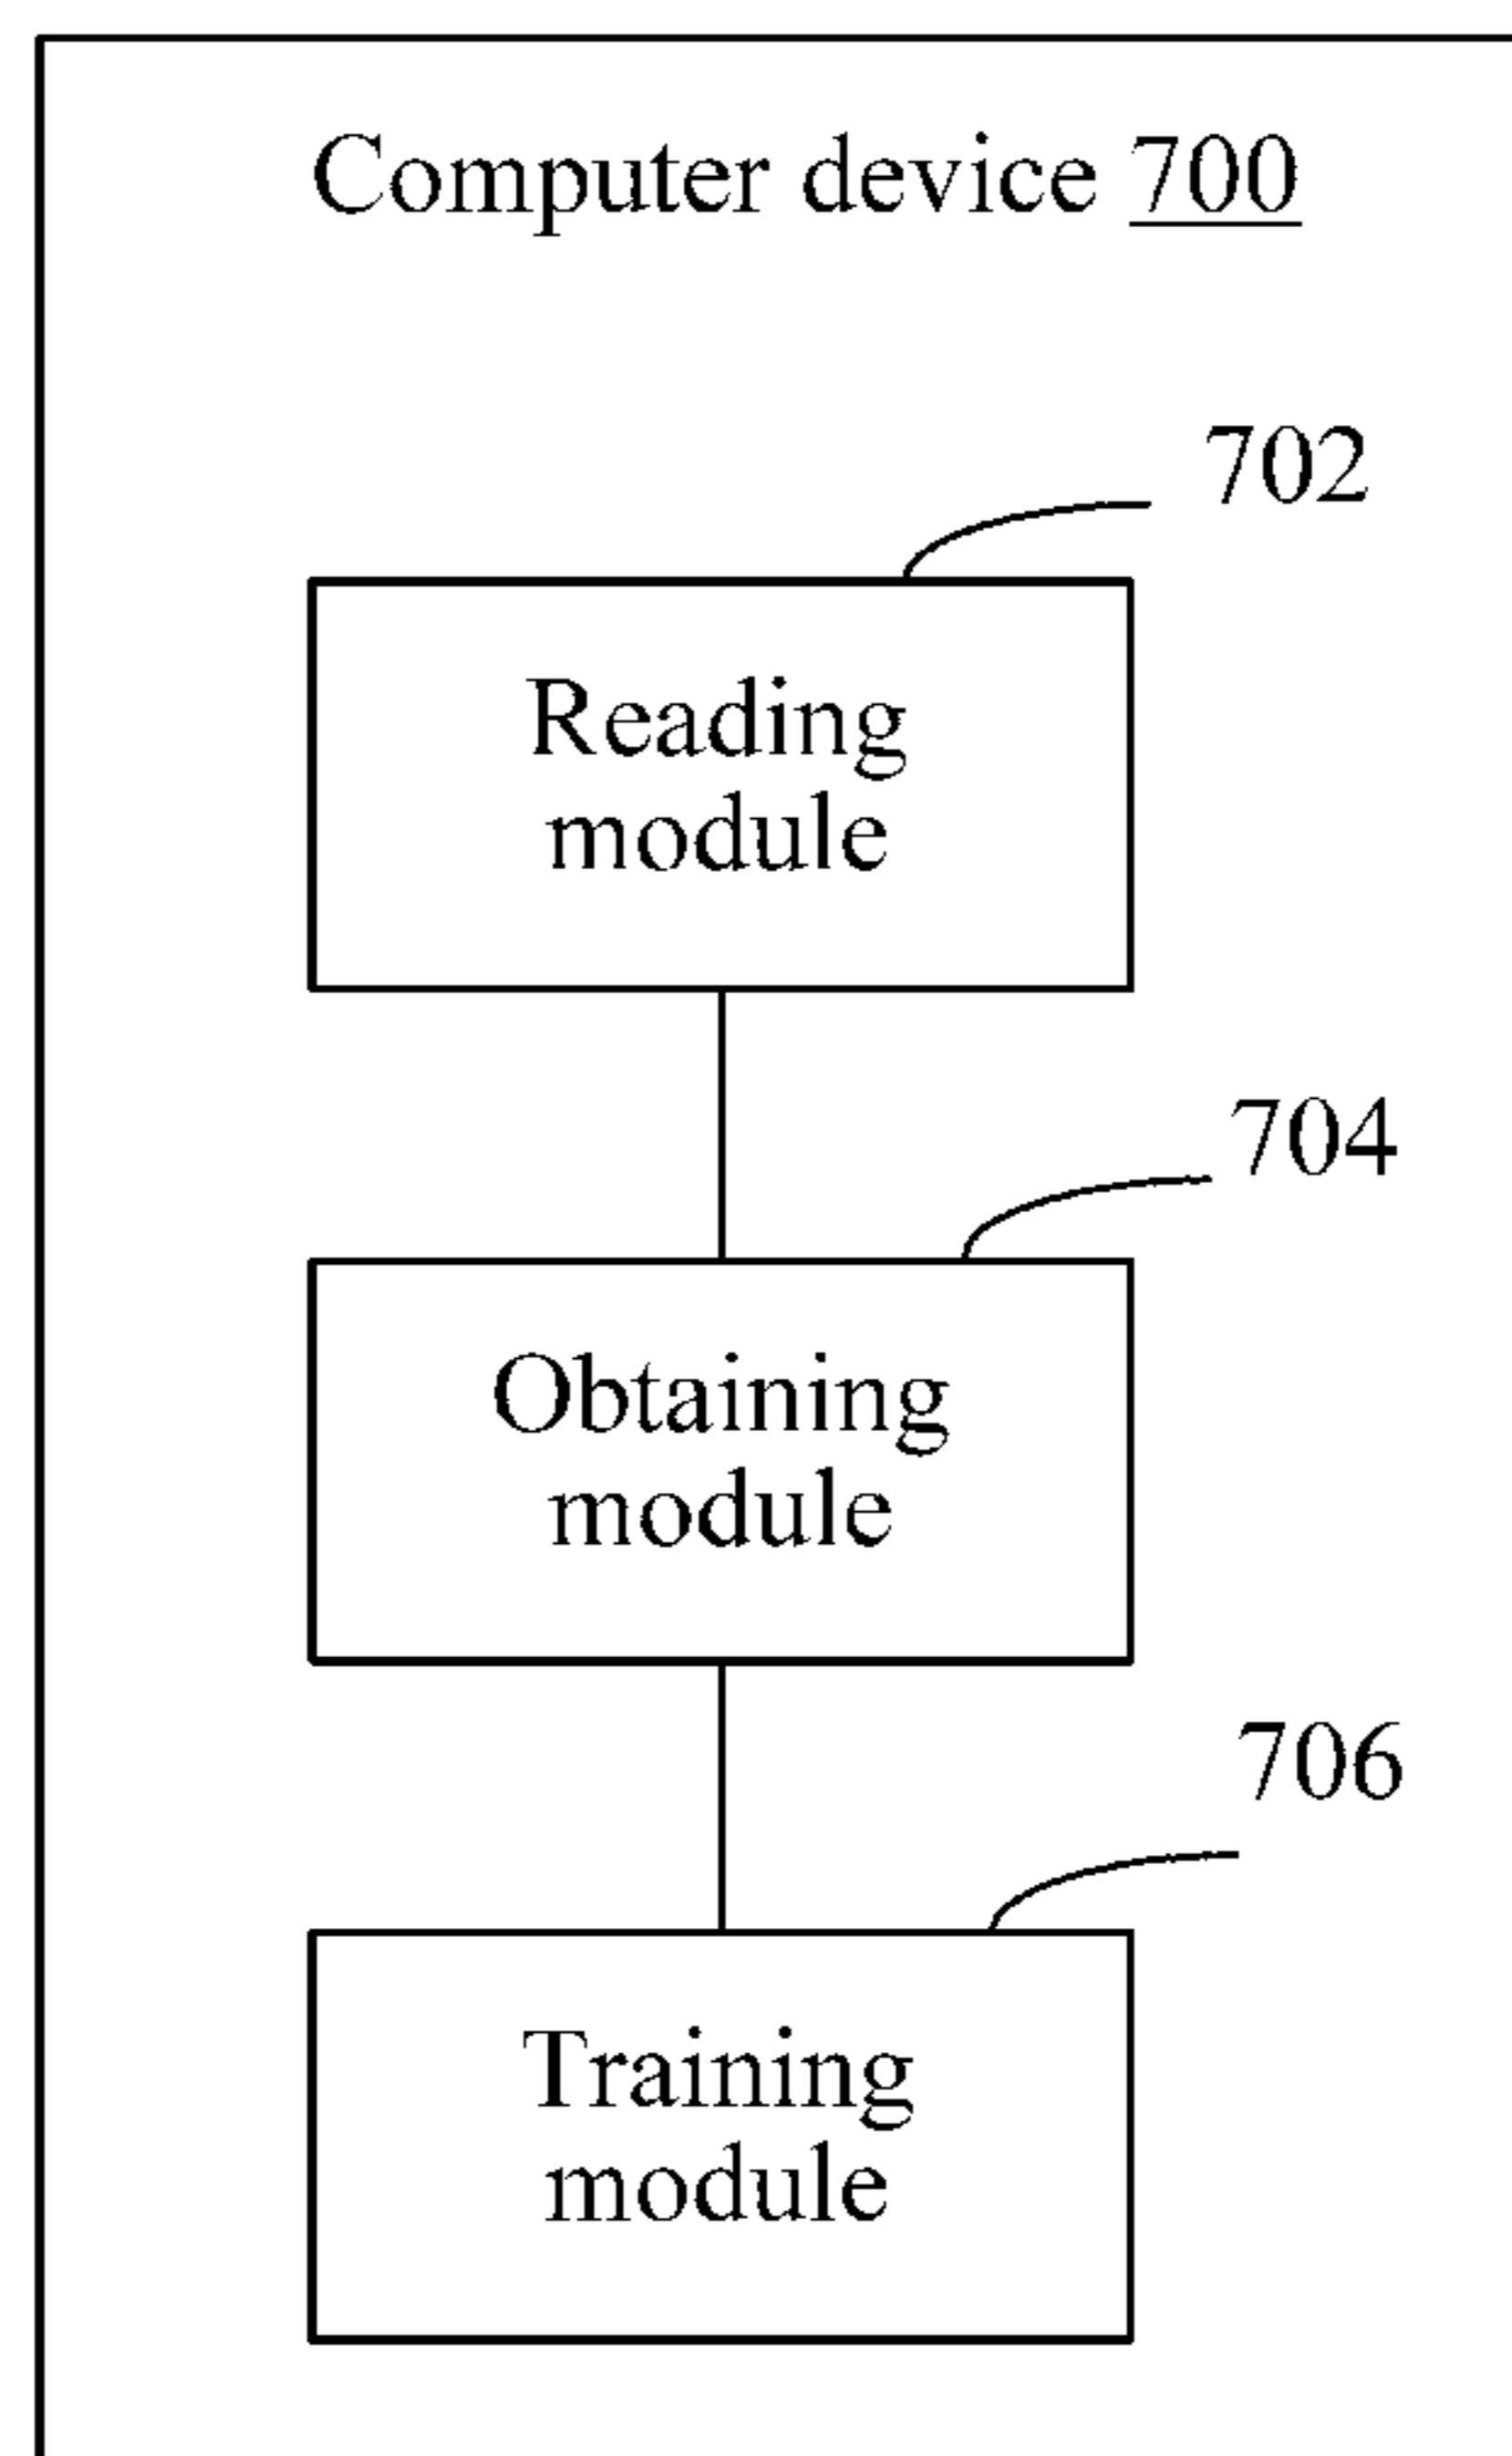 Computer device 700
702
Reading
module
704
Obtaining
module
706
Training
module